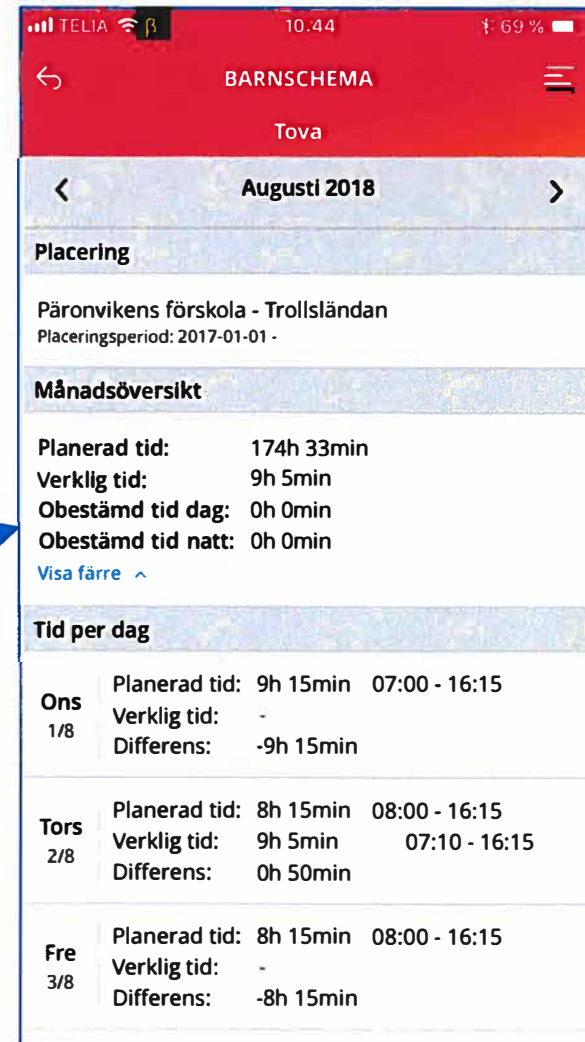 TELIA β 10.44 69 %
BARNSCHEMA
Tova
Augusti 2018
Placering
Päronvikens förskola - Trollsländan
Placeringsperiod: 2017-01-01 -
Månadsöversikt
Planerad tid: 174h 33min
Verklig tid: 9h 5min
Obestämd tid dag: 0h 0min
Obestämd tid natt: 0h 0min
Visa färre
Tid per dag
Ons
1/8
Planerad tid: 9h 15min 07:00 - 16:15
Verklig tid: -
Differens: -9h 15min
Tors
2/8
Planerad tid: 8h 15min 08:00 - 16:15
Verklig tid: 9h 5min 07:10 - 16:15
Differens: 0h 50min
Fre
3/8
Planerad tid: 8h 15min 08:00 - 16:15
Verklig tid: -
Differens: -8h 15min